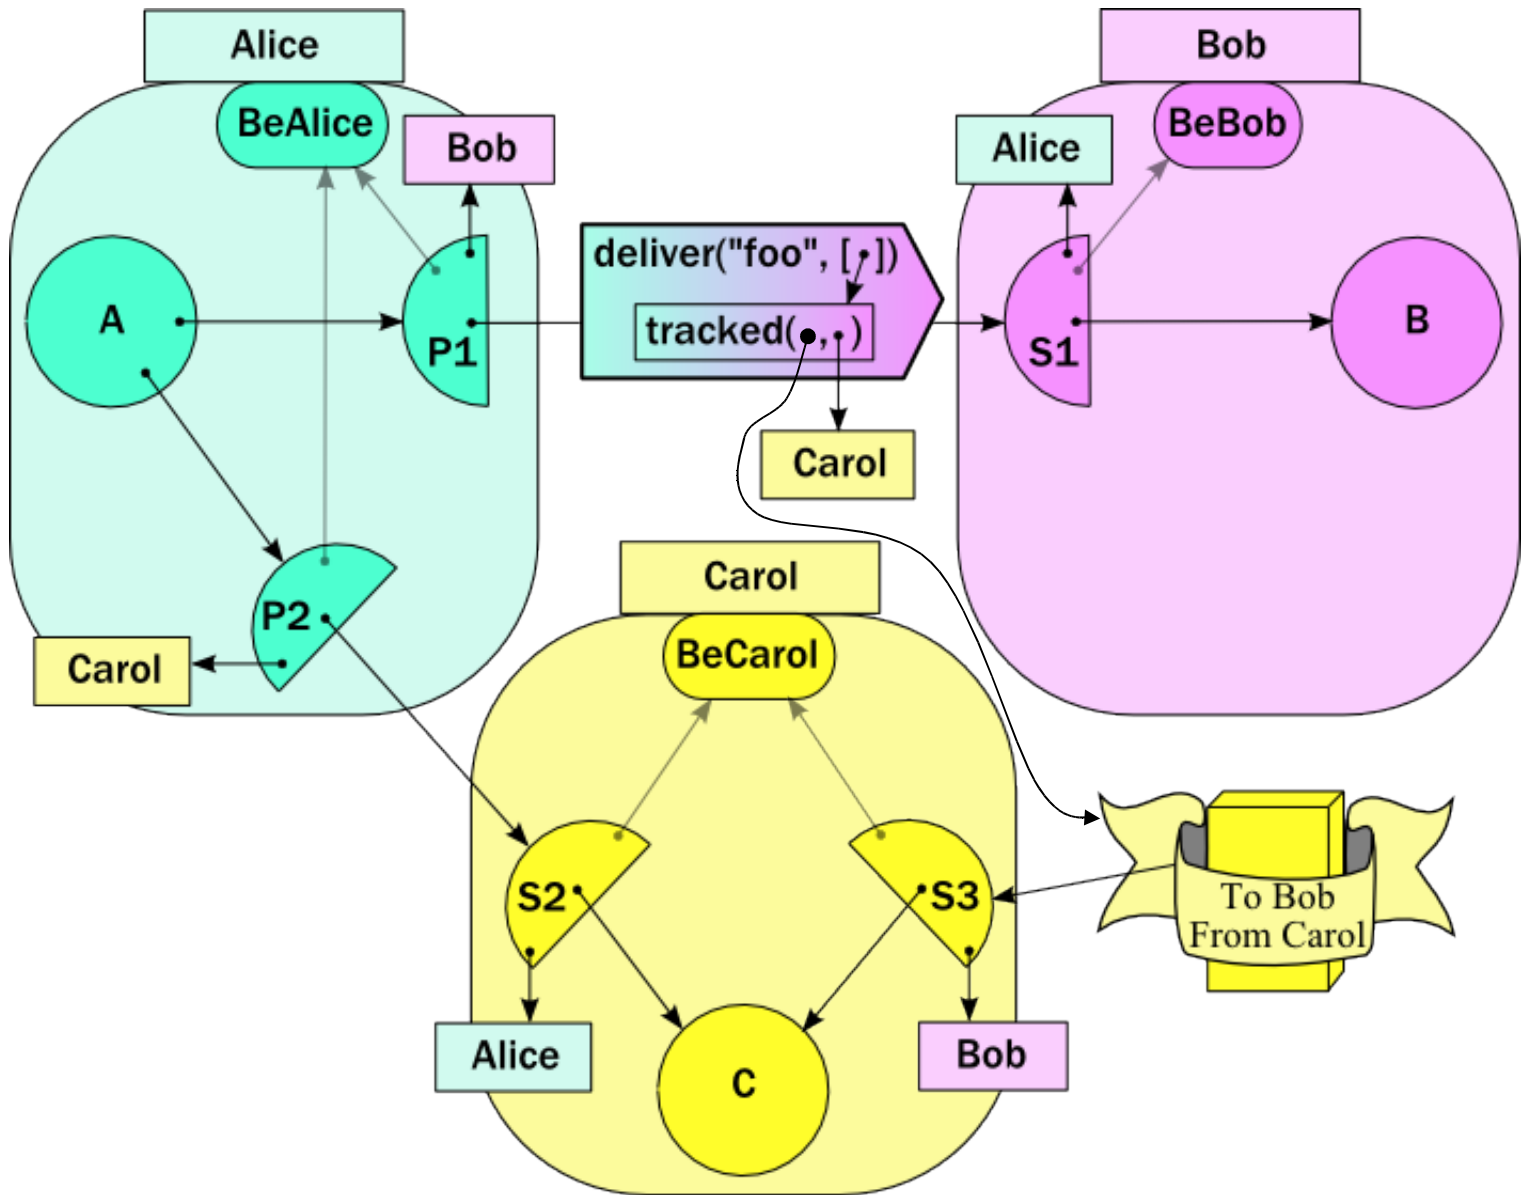 Alice
Bob
BeAlice
Bob
Alice
BeBob
deliver("foo", [ ])
A
P1
tracked( , )
S1
B
Carol
Carol
P2
BeCarol
Carol
S2
S3
To Bob
From Carol
Alice
C
Bob